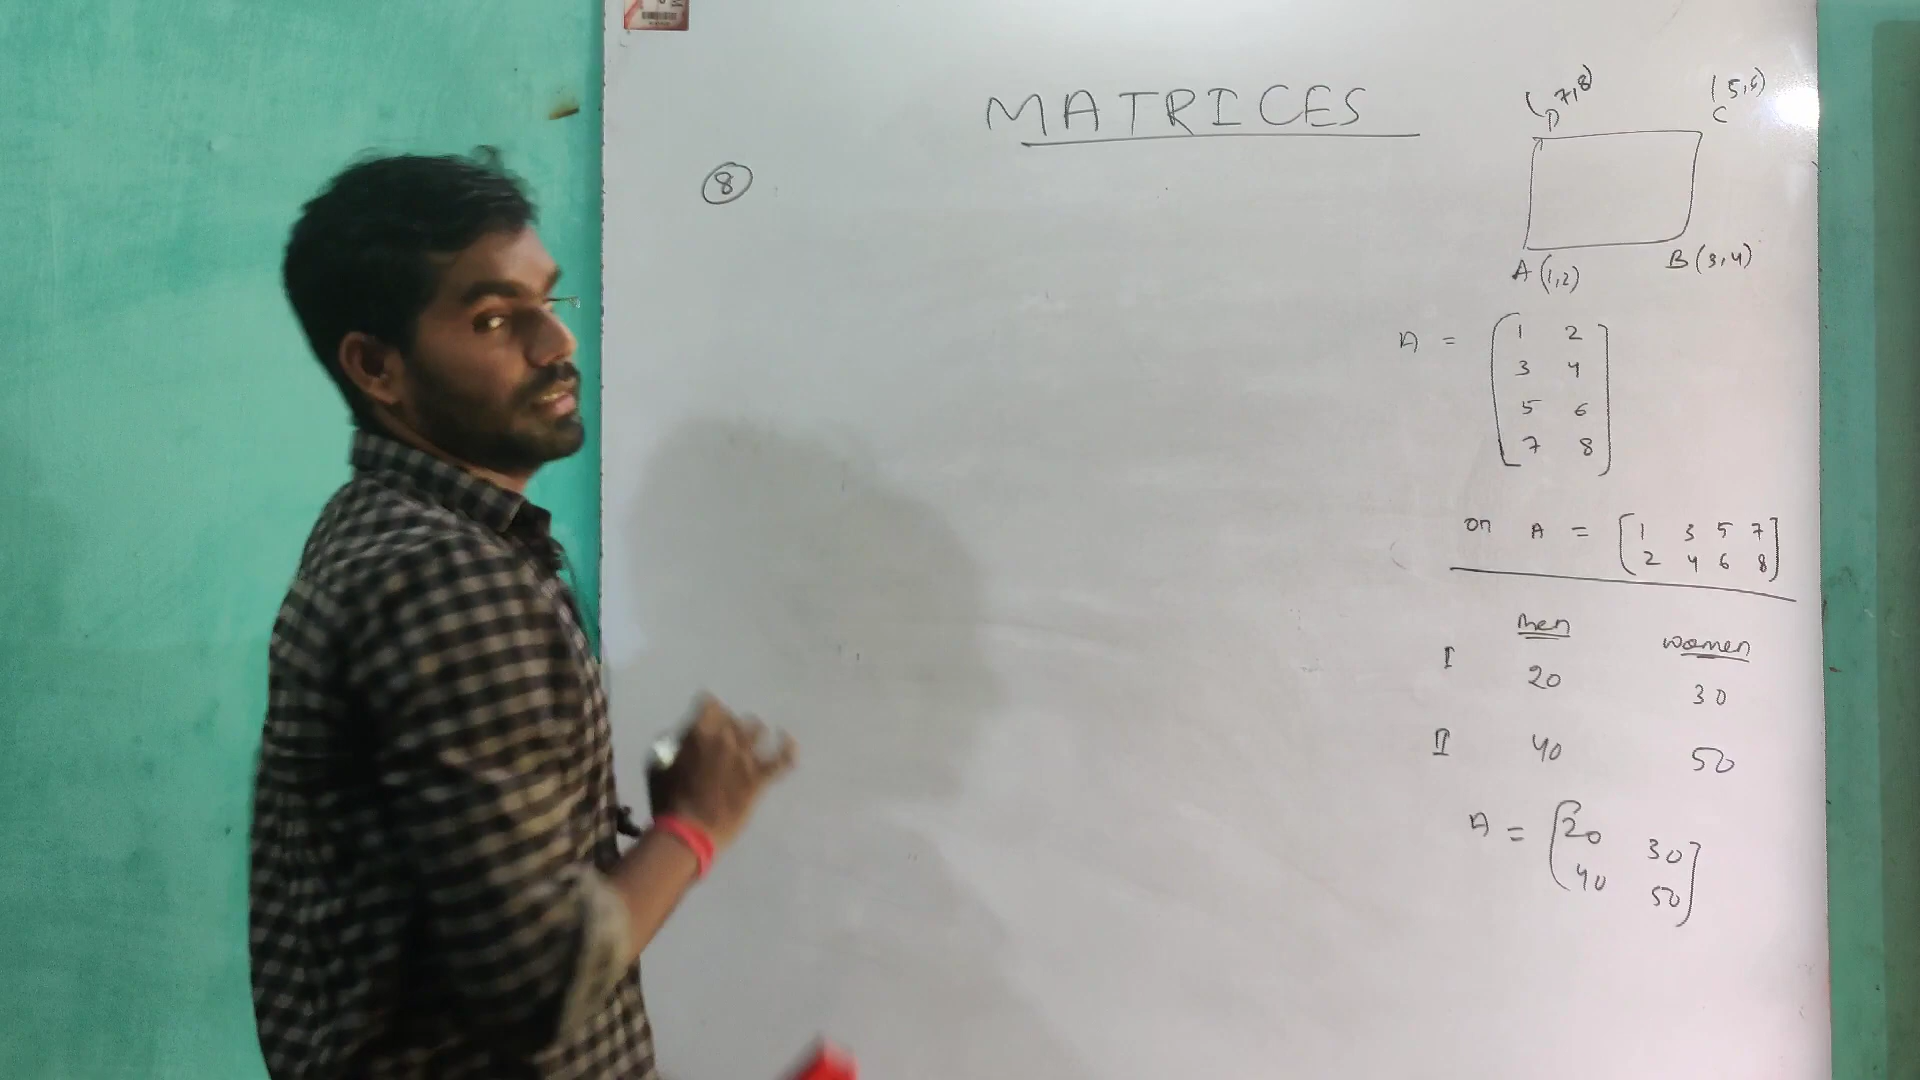 MATRICES
8
(7,8) (5,6)
D C
A (1,2) B (3,4)
A = [1 2
3 4
5 6
7 8]
or A = [1 3 5 7
2 4 6 8]
Men women
I 20 30
II 40 50
A = [20 30
40 50]